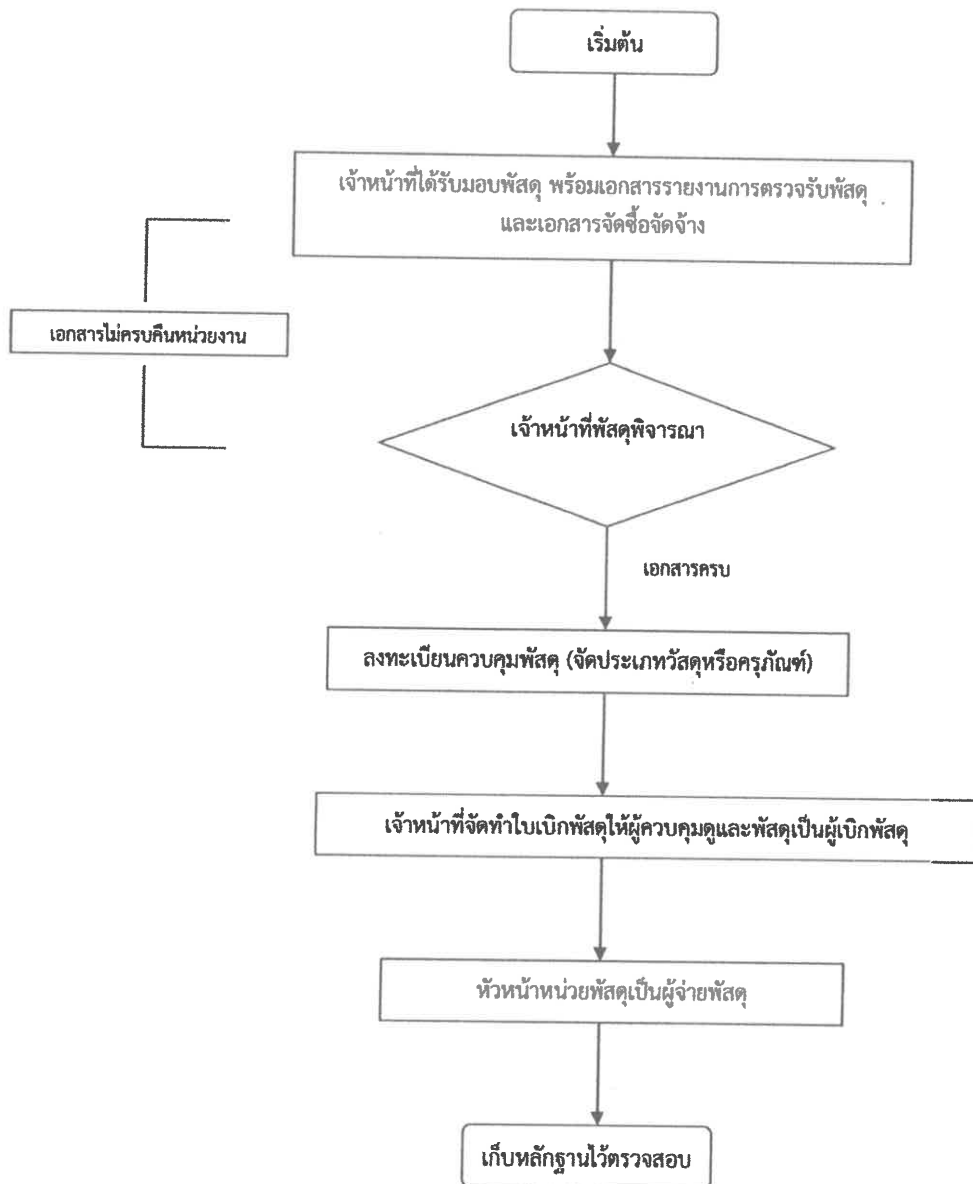 เริ่มต้น
เจ้าหน้าที่ได้รับมอบพัสดุ พร้อมเอกสารรายงานการตรวจรับพัสดุ
และเอกสารจัดซื้อจัดจ้าง
เอกสารไม่ครบคืนหน่วยงาน
เจ้าหน้าที่พัสดุพิจารณา
เอกสารครบ
ลงทะเบียนควบคุมพัสดุ (จัดประเภทวัสดุหรือครุภัณฑ์)
เจ้าหน้าที่จัดทำใบเบิกพัสดุให้ผู้ควบคุมดูแลพัสดุเป็นผู้เบิกพัสดุ
หัวหน้าหน่วยพัสดุเป็นผู้จ่ายพัสดุ
เก็บหลักฐานไว้ตรวจสอบ